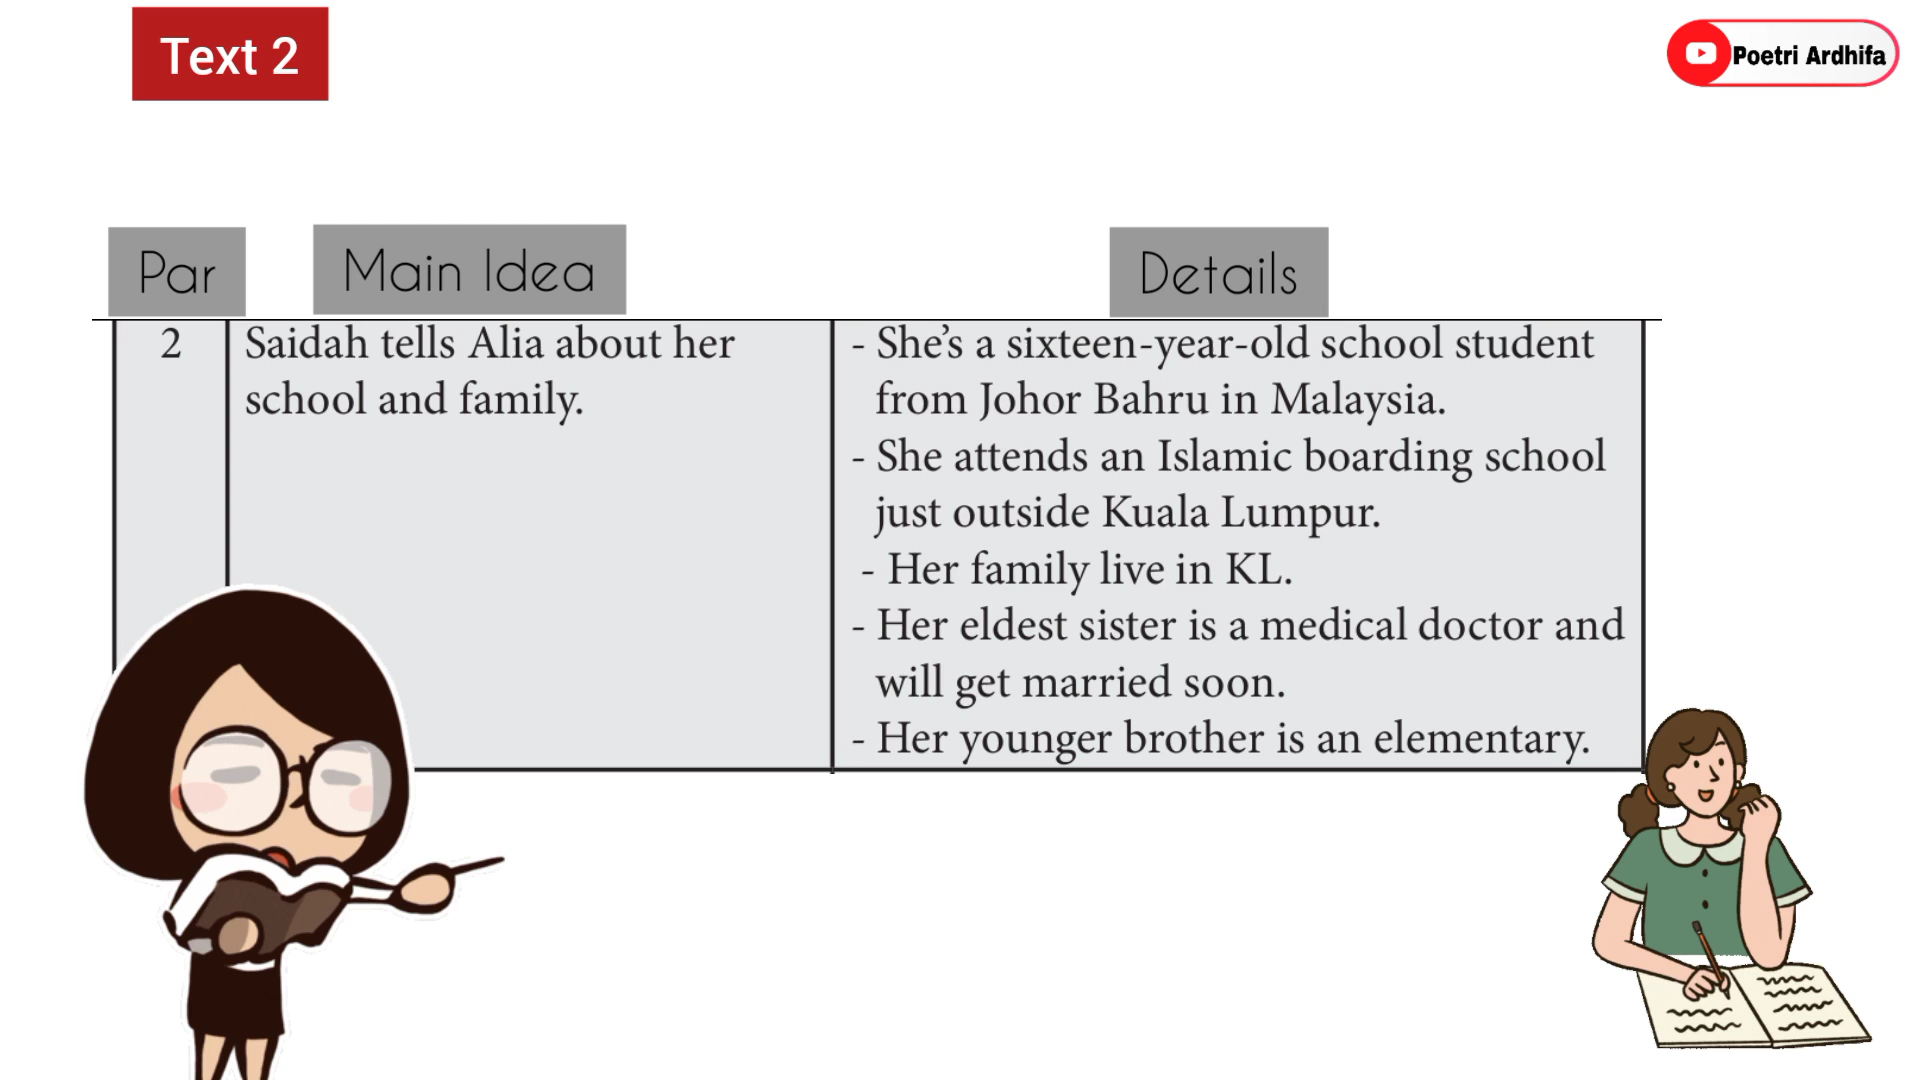 Text 2
Poetri Ardhifa
Par
Main Idea
Details
2
Saidah tells Alia about her
school and family.
- She's a sixteen-year-old school student
from Johor Bahru in Malaysia.
- She attends an Islamic boarding school
just outside Kuala Lumpur.
- Her family live in KL.
- Her eldest sister is a medical doctor and
will get married soon.
- Her younger brother is an elementary.